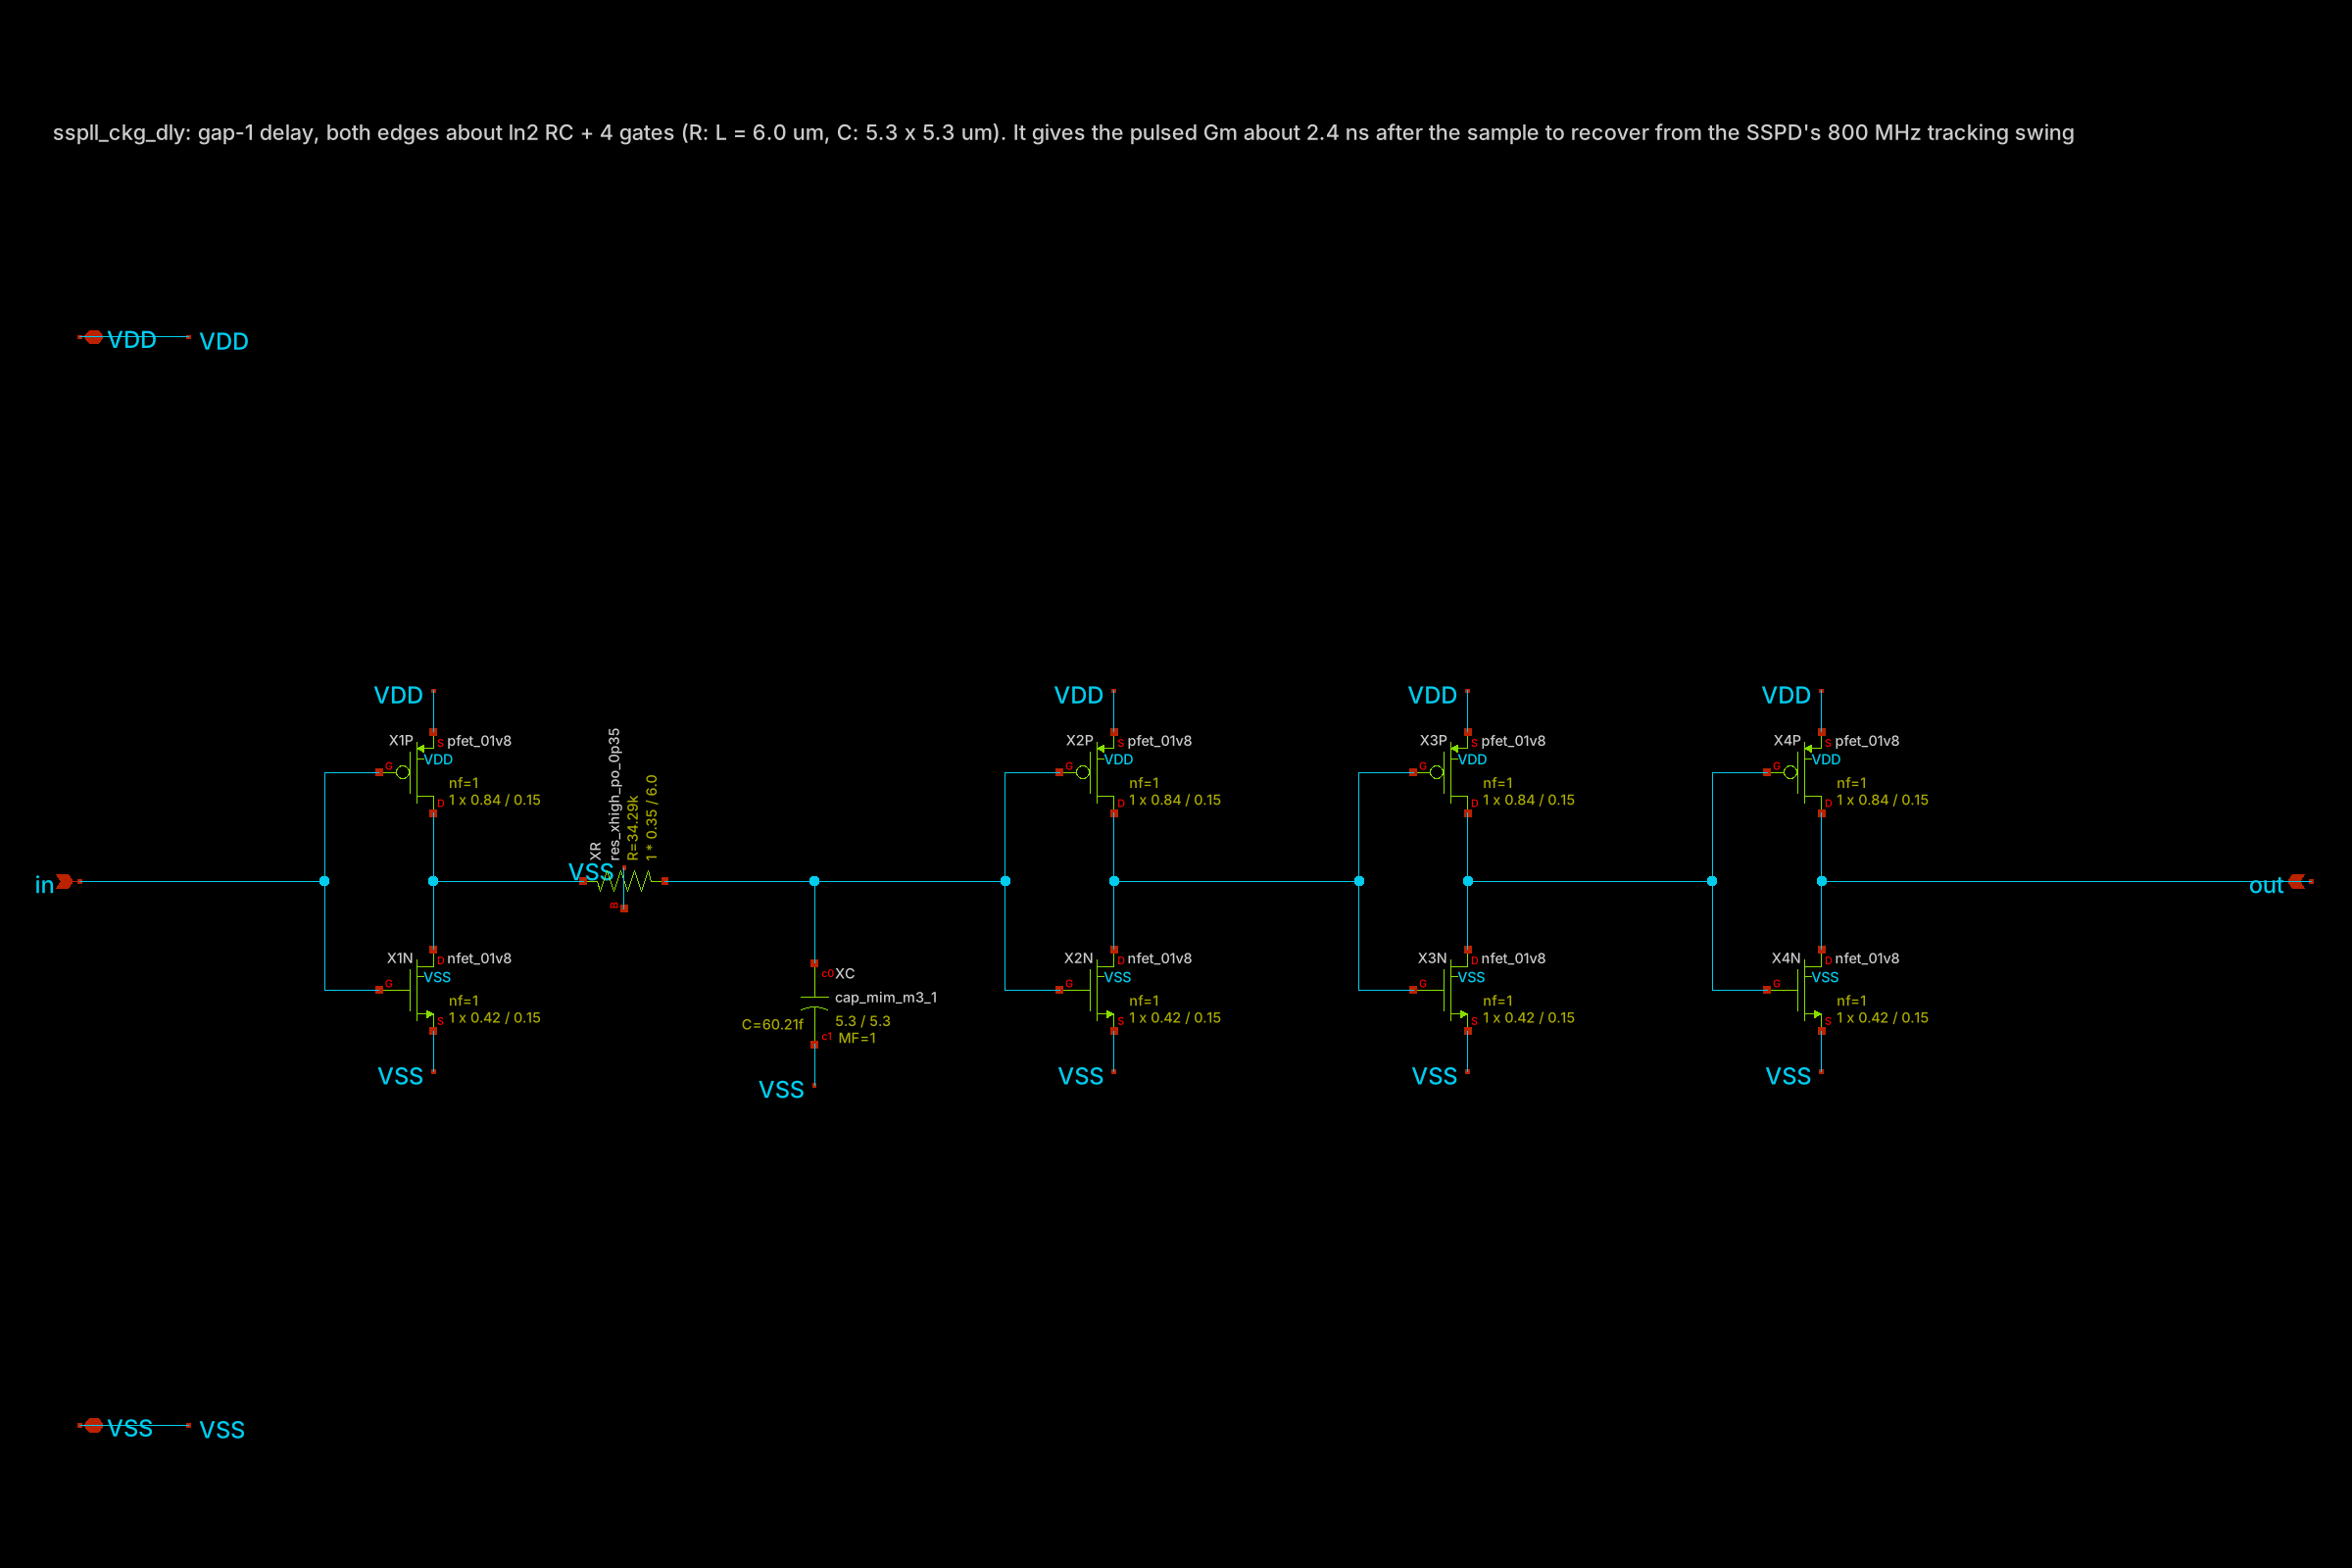 sspll_ckg_dly: gap-1 delay, both edges about ln2 RC + 4 gates (R: L = 6.0 um, C: 5.3 x 5.3 um). It gives the pulsed Gm about 2.4 ns after the sample to recover from the SSPD's 800 MHz tracking swing
VDD VDD
VDD
X1P
S
pfet_01v8
VDD
G
nf=1
D
1 x 0.84 / 0.15
XR
res_xhigh_po_0p35
R=34.29k
1 * 0.35 / 6.0
VSS
B
VDD
X2P
S
pfet_01v8
VDD
G
nf=1
D
1 x 0.84 / 0.15
VDD
X3P
S
pfet_01v8
VDD
G
nf=1
D
1 x 0.84 / 0.15
VDD
X4P
S
pfet_01v8
VDD
G
nf=1
D
1 x 0.84 / 0.15
in
out
X1N
D
nfet_01v8
VSS
G
nf=1
S
1 x 0.42 / 0.15
VSS
c0
XC
cap_mim_m3_1
C=60.21f
5.3 / 5.3
c1
MF=1
VSS
X2N
D
nfet_01v8
VSS
G
nf=1
S
1 x 0.42 / 0.15
VSS
X3N
D
nfet_01v8
VSS
G
nf=1
S
1 x 0.42 / 0.15
VSS
X4N
D
nfet_01v8
VSS
G
nf=1
S
1 x 0.42 / 0.15
VSS
VSS VSS